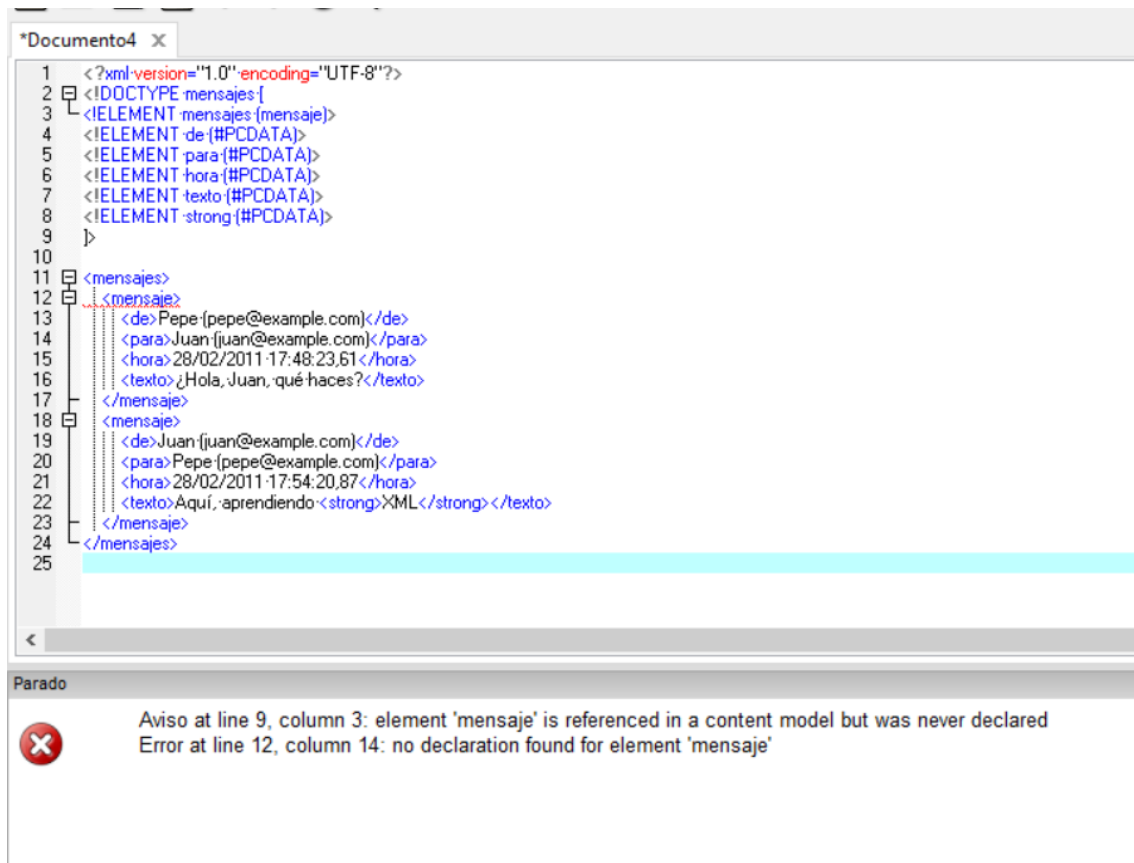 *Documento4 X
1 <?xml version="1.0" encoding="UTF-8"?>
2 <!DOCTYPE mensajes [
3 <!ELEMENT mensajes (mensaje)>
4 <!ELEMENT de (#PCDATA)>
5 <!ELEMENT para (#PCDATA)>
6 <!ELEMENT hora (#PCDATA)>
7 <!ELEMENT texto (#PCDATA)>
8 <!ELEMENT strong (#PCDATA)>
9 ]>
10
11 <mensajes>
12 <mensaje>
13 <de>Pepe (pepe@example.com)</de>
14 <para>Juan (juan@example.com)</para>
15 <hora>28/02/2011 17:48:23,61</hora>
16 <texto>¿Hola, Juan, qué haces?</texto>
17 </mensaje>
18 <mensaje>
19 <de>Juan (juan@example.com)</de>
20 <para>Pepe (pepe@example.com)</para>
21 <hora>28/02/2011 17:54:20,87</hora>
22 <texto>Aquí, aprendiendo <strong>XML</strong></texto>
23 </mensaje>
24 </mensajes>
25
Parado
Aviso at line 9, column 3: element 'mensaje' is referenced in a content model but was never declared
Error at line 12, column 14: no declaration found for element 'mensaje'